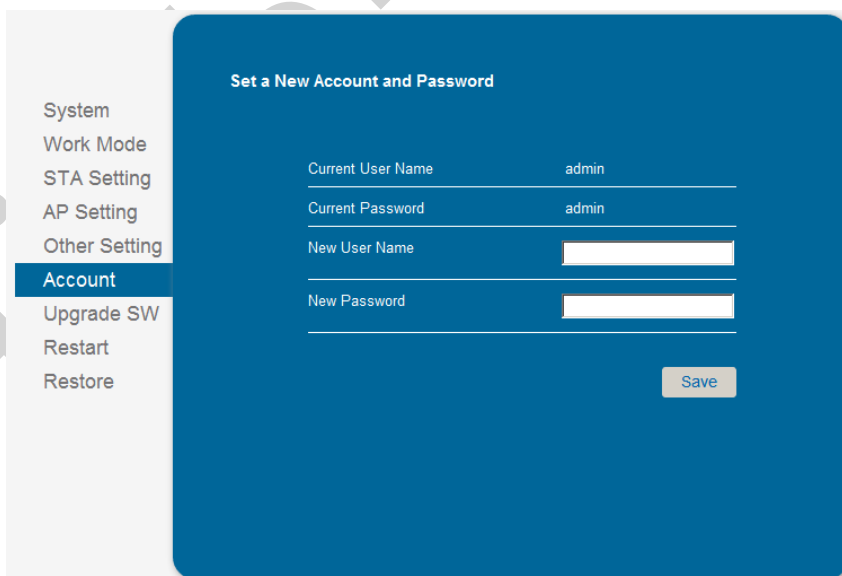 Set a New Account and Password
System
Work Mode
STA Setting
AP Setting
Other Setting
Account
Upgrade SW
Restart
Restore
Current User Name admin
Current Password admin
New User Name
New Password
Save